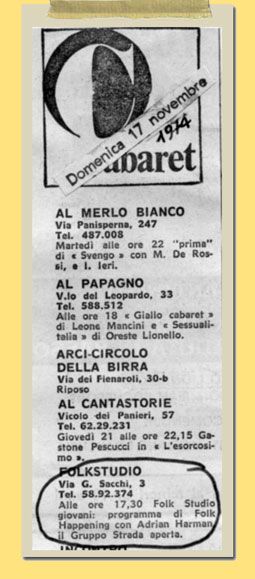 Domenica 17 novembre
1974
Cabaret
AL MERLO BIANCO
Via Panisperna, 247
Tel. 487.008
Martedì alle ore 22 "prima"
di « Svengo » con M. De Ros-
si, e I. Ieri.
AL PAPAGNO
V.lo del Leopardo, 33
Tel. 588.512
Alle ore 18 « Giallo cabaret »
di Leone Mancini e « Sessuali-
talia » di Oreste Lionello.
ARCI-CIRCOLO
DELLA BIRRA
Via dei Fienaroli, 30-b
Riposo
AL CANTASTORIE
Vicolo dei Panieri, 57
Tel. 62.29.231
Giovedì 21 alle ore 22,15 Ga-
stone Pescucci in « L'esorcosi-
mo ».
FOLKSTUDIO
Via G. Sacchi, 3
Tel. 58.92.374
Alle ore 17,30 Folk Studio
giovani: programma di Folk
Happening con Adrian Harman,
il Gruppo Strada aperta.
INCONTRO